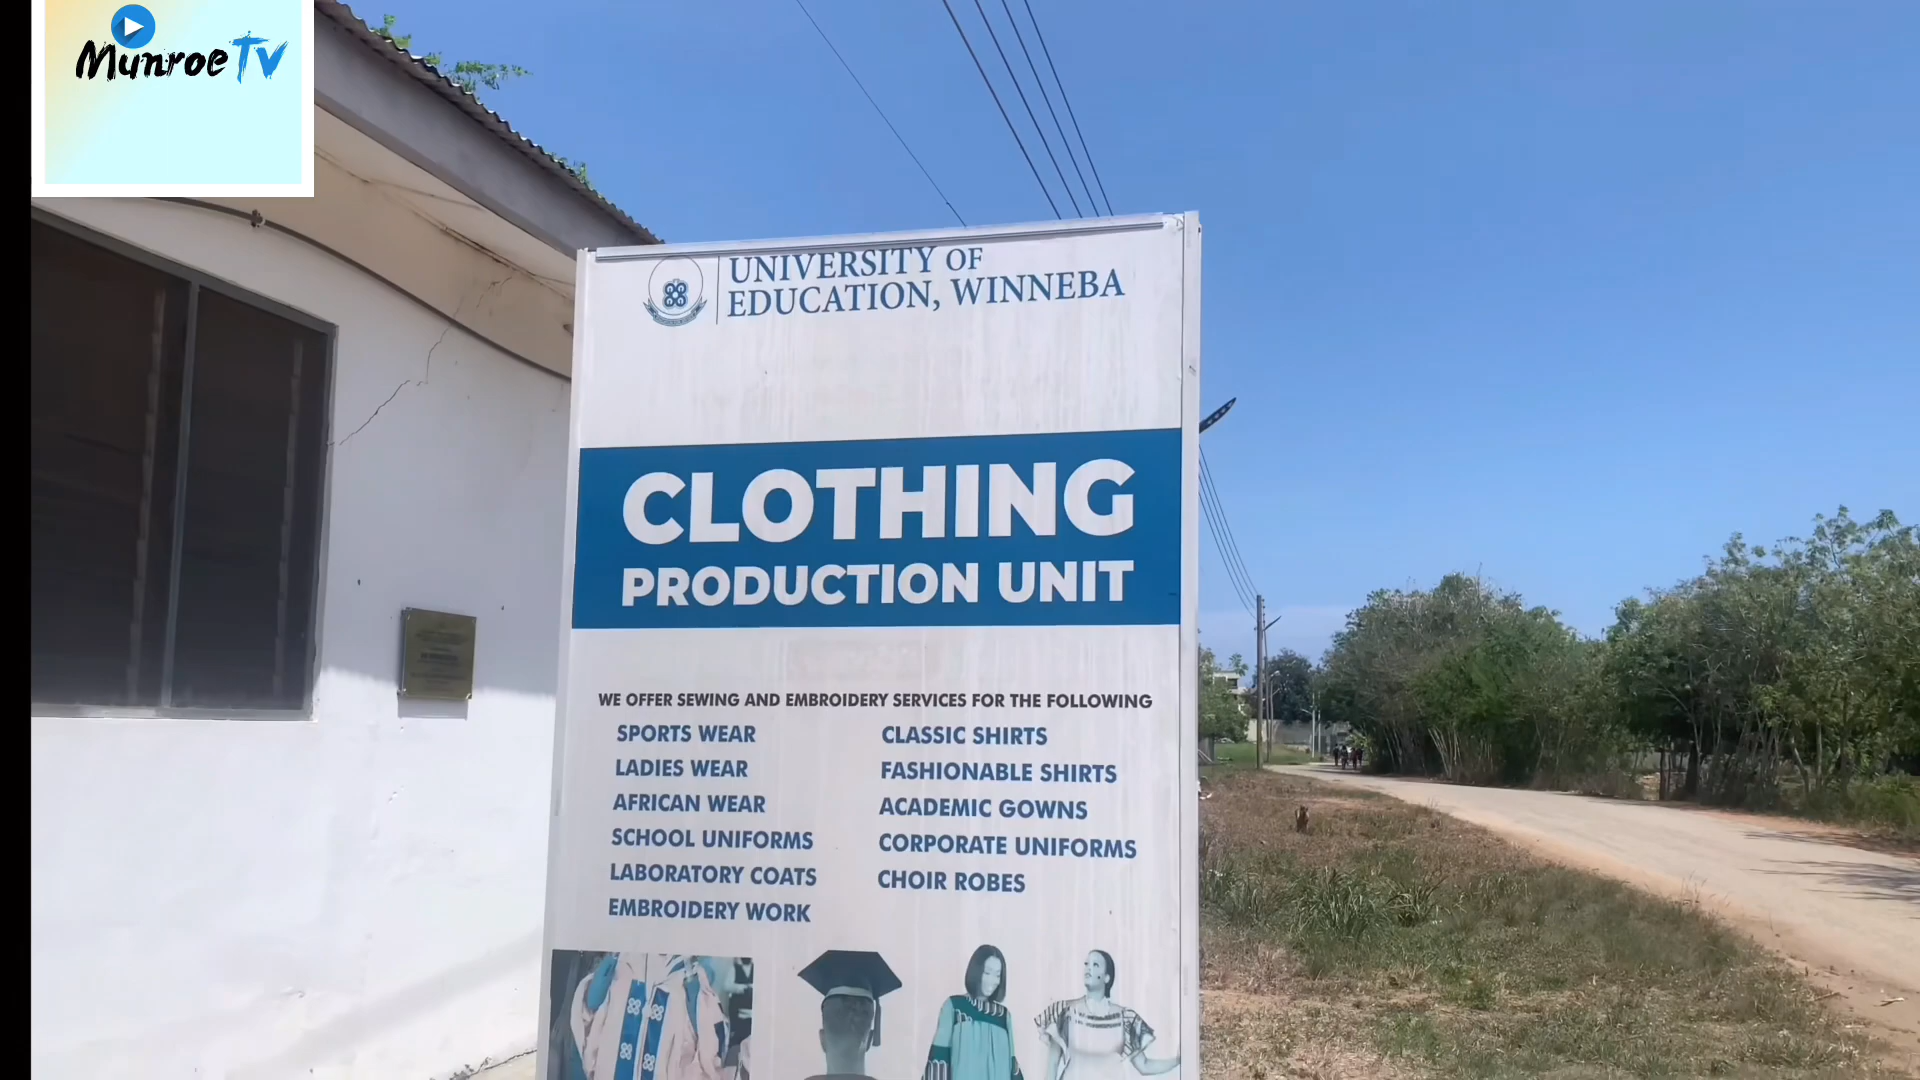 Munroe TV
UNIVERSITY OF
EDUCATION, WINNEBA
CLOTHING
PRODUCTION UNIT
WE OFFER SEWING AND EMBROIDERY SERVICES FOR THE FOLLOWING
SPORTS WEAR
LADIES WEAR
AFRICAN WEAR
SCHOOL UNIFORMS
LABORATORY COATS
EMBROIDERY WORK
CLASSIC SHIRTS
FASHIONABLE SHIRTS
ACADEMIC GOWNS
CORPORATE UNIFORMS
CHOIR ROBES